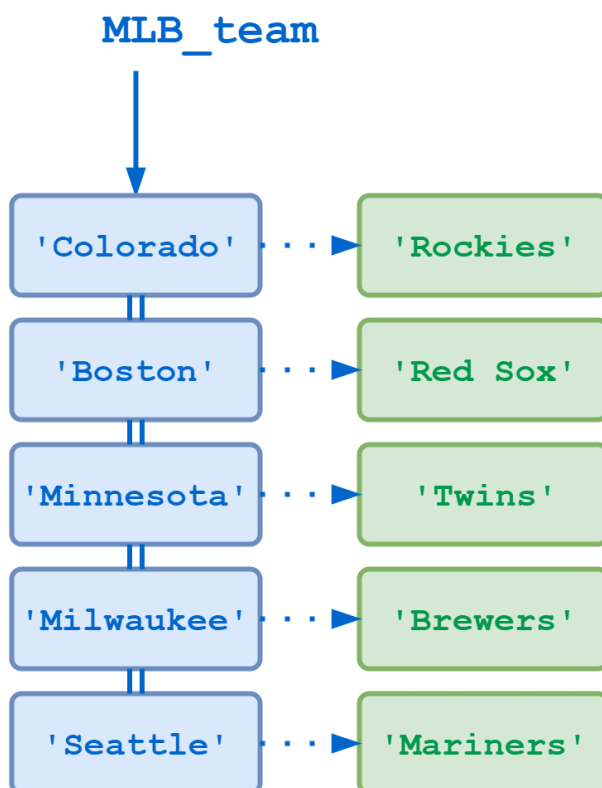 MLB_team
'Colorado' 'Rockies'
'Boston' 'Red Sox'
'Minnesota' 'Twins'
'Milwaukee' 'Brewers'
'Seattle' 'Mariners'